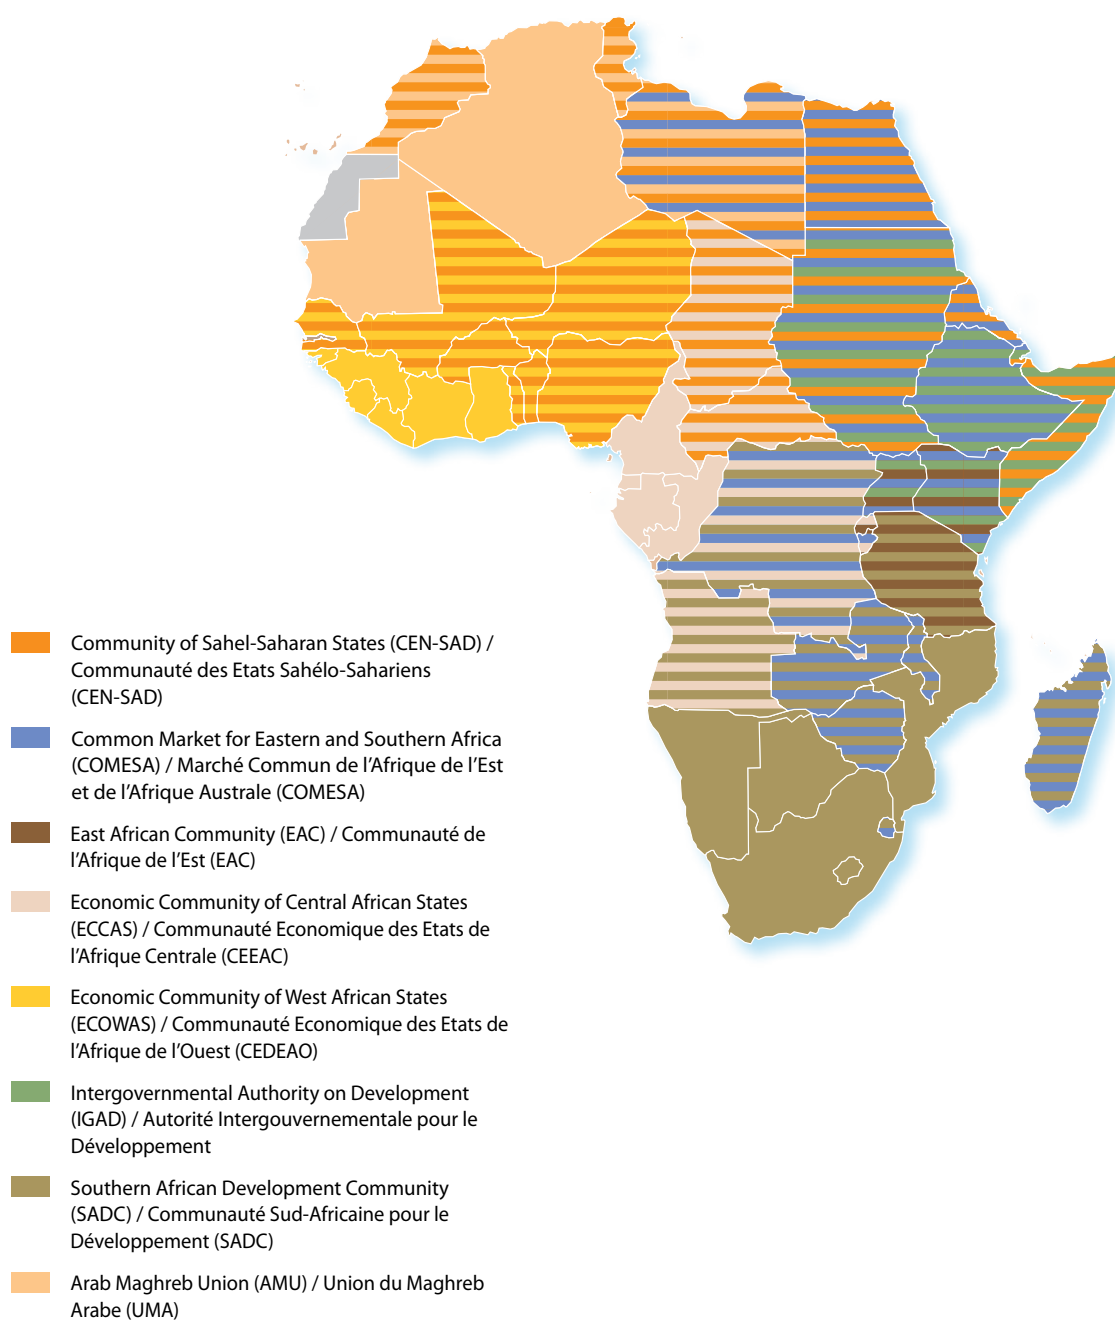 Community of Sahel-Saharan States (CEN-SAD) /
Communauté des Etats Sahélo-Sahariens
(CEN-SAD)
Common Market for Eastern and Southern Africa
(COMESA) / Marché Commun de l’Afrique de l’Est
et de l’Afrique Australe (COMESA)
East African Community (EAC) / Communauté de
l’Afrique de l’Est (EAC)
Economic Community of Central African States
(ECCAS) / Communauté Economique des Etats de
l’Afrique Centrale (CEEAC)
Economic Community of West African States
(ECOWAS) / Communauté Economique des Etats de
l’Afrique de l’Ouest (CEDEAO)
Intergovernmental Authority on Development
(IGAD) / Autorité Intergouvernementale pour le
Développement
Southern African Development Community
(SADC) / Communauté Sud-Africaine pour le
Développement (SADC)
Arab Maghreb Union (AMU) / Union du Maghreb
Arabe (UMA)